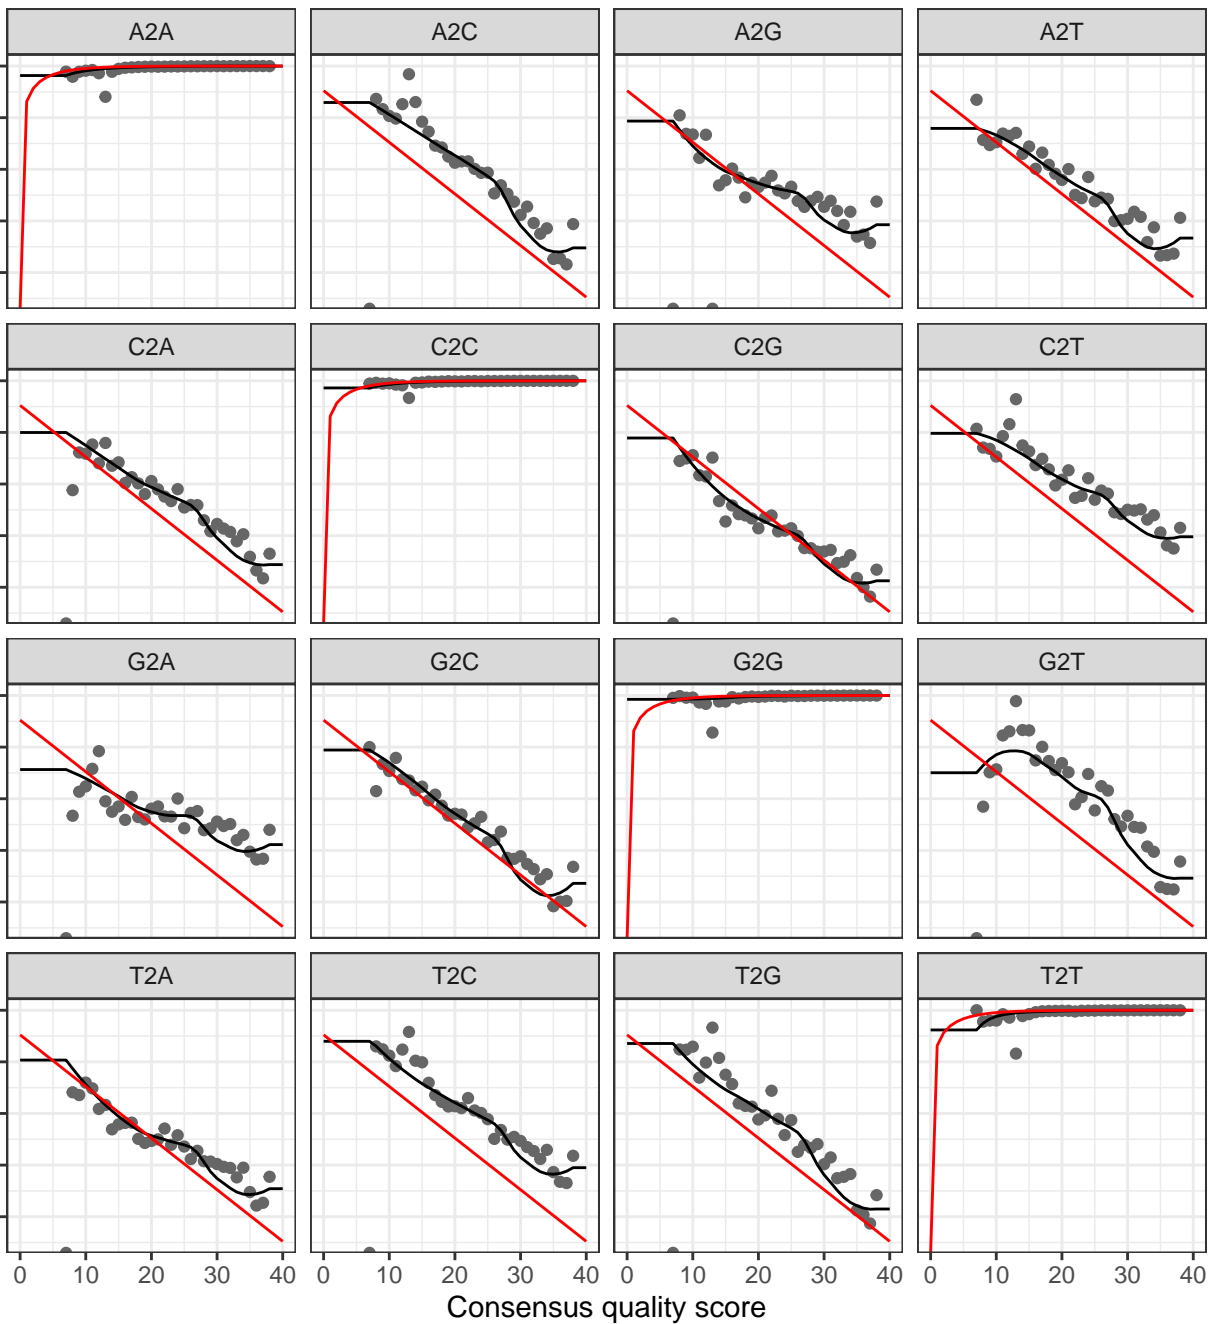 A2A A2C A2G A2T
C2A C2C C2G C2T
G2A G2C G2G G2T
T2A T2C T2G T2T
0 10 20 30 40 0 10 20 30 40 0 10 20 30 40 0 10 20 30 40
Consensus quality score